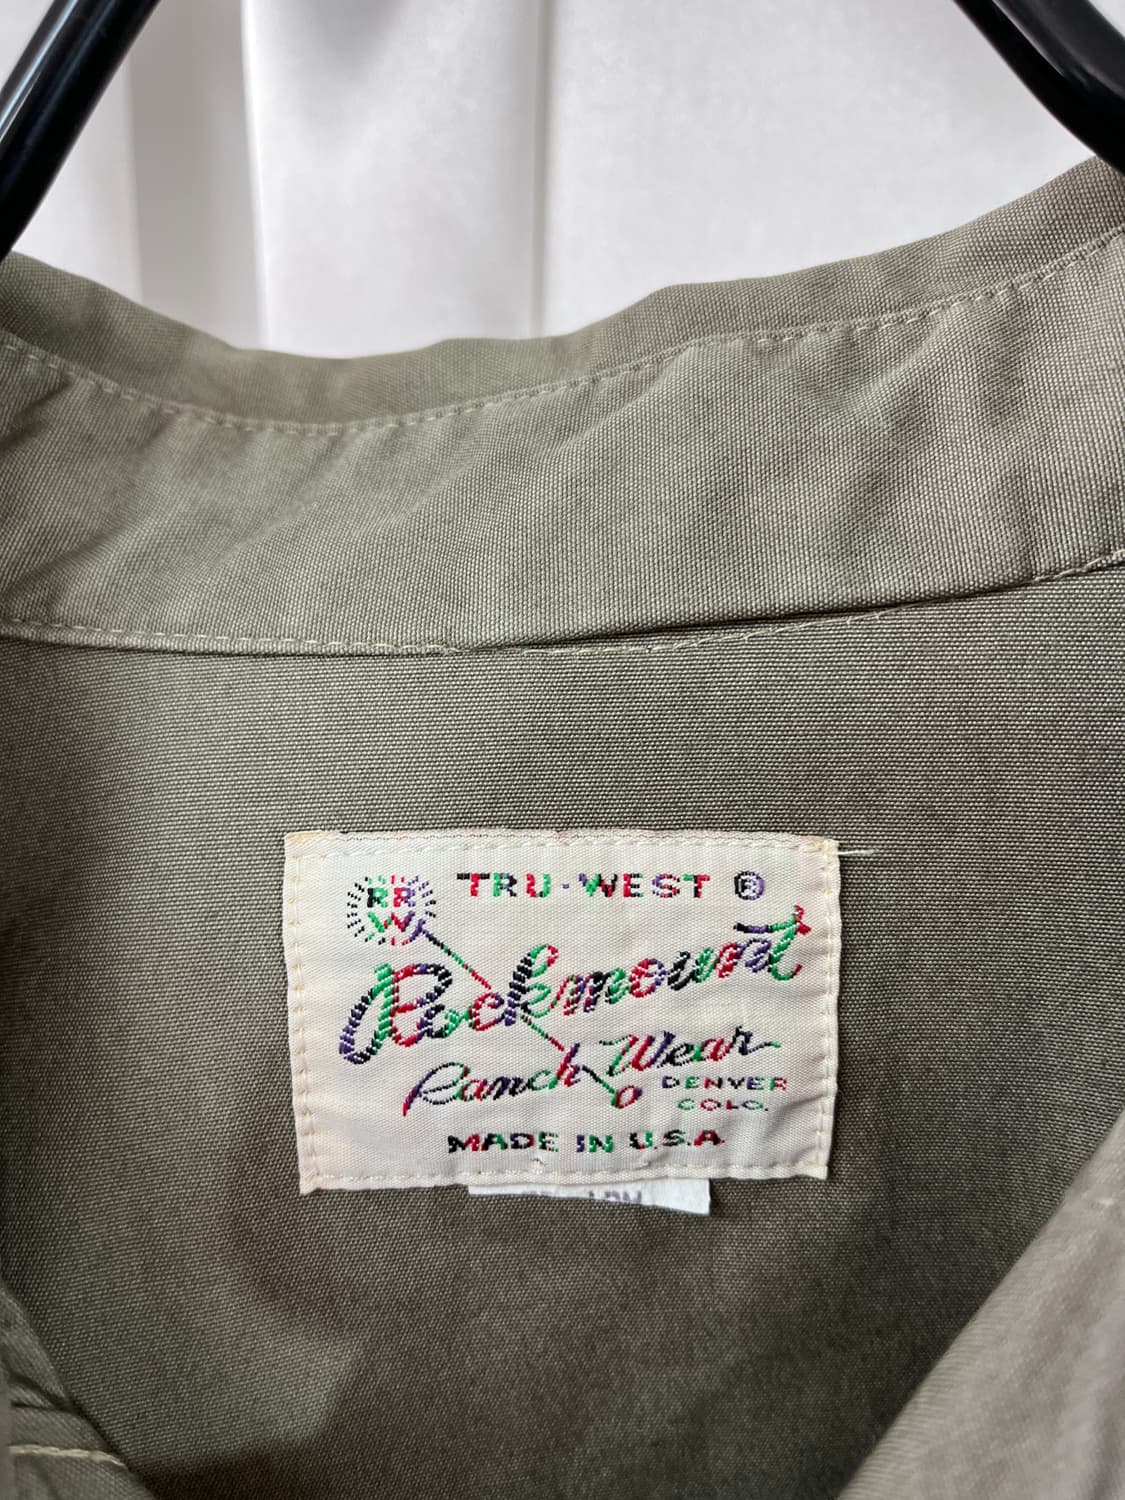 TRU-WEST ®
RR
W
Rockmount
Ranch Wear
DENVER
COLO.
MADE IN U.S.A